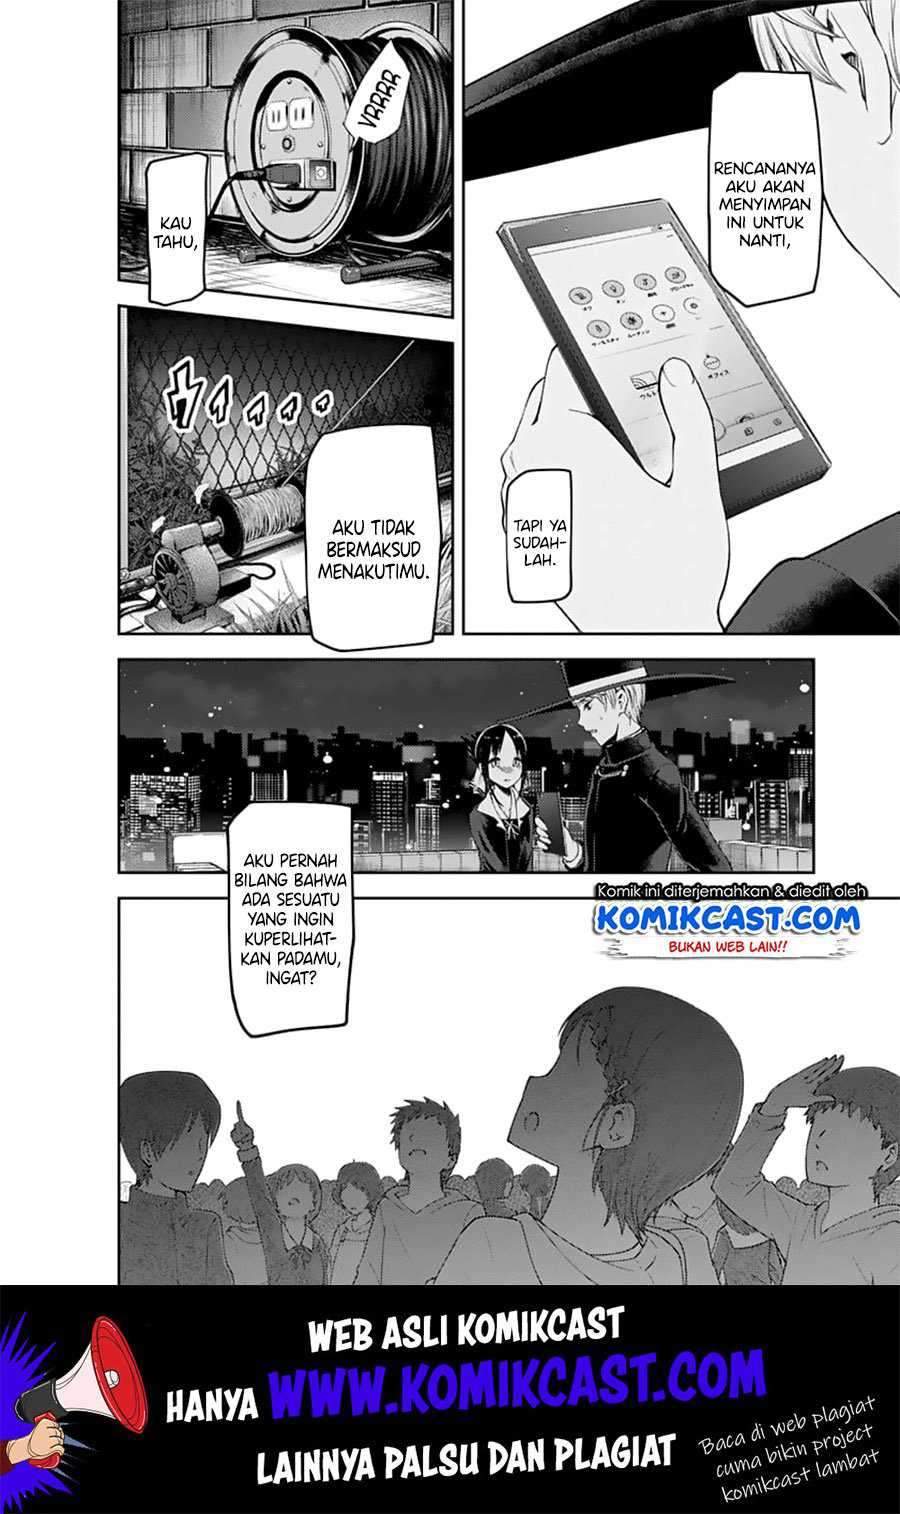 RENCANANYA
AKU AKAN
MENYIMPAN
INI UNTUK
NANTI,
TAPI YA
SUDAH-
LAH.
VRRRR
KAU
TAHU,
AKU TIDAK
BERMAKSUD
MENAKUTIMU.
AKU PERNAH
BILANG BAHWA
ADA SESUATU
YANG INGIN
KUPERLIHAT-
KAN PADAMU,
INGAT?
Komik ini diterjemahkan & diedit oleh
KOMIKCAST.COM
BUKAN WEB LAIN!!
WEB ASLI KOMIKCAST
HANYA WWW.KOMIKCAST.COM
LAINNYA PALSU DAN PLAGIAT
Baca di web plagiat
cuma bikin project
komikcast lambat